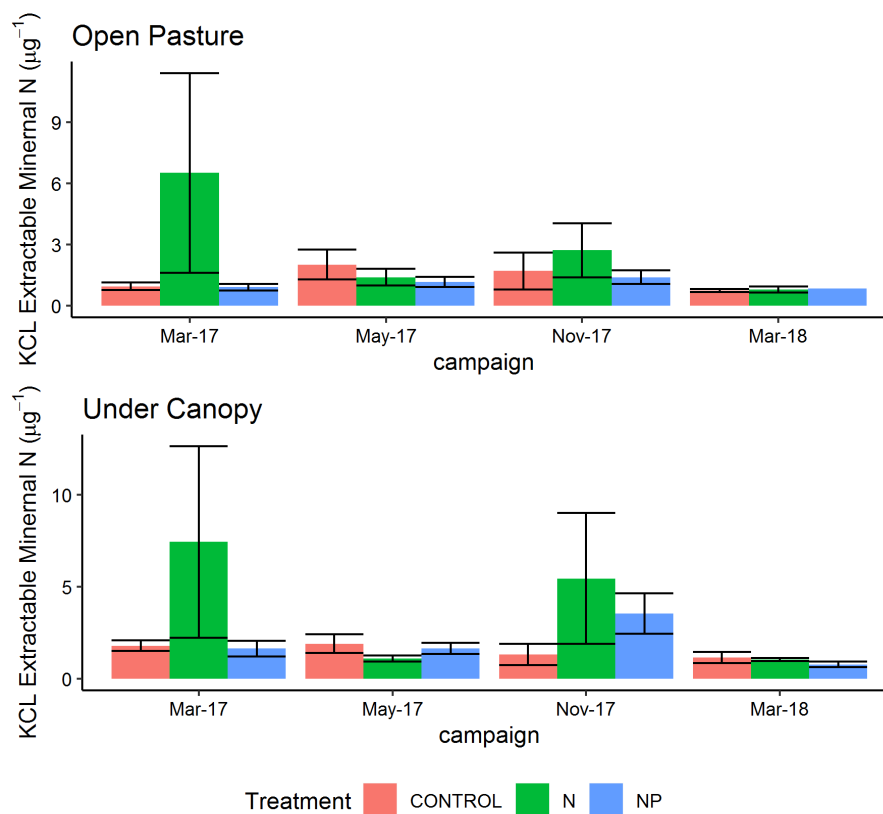 Open Pasture
KCL Extractable Minernal N (μg⁻¹)
9
6
3
0
Mar-17 May-17 Nov-17 Mar-18
campaign
Under Canopy
KCL Extractable Minernal N (μg⁻¹)
10
5
0
Mar-17 May-17 Nov-17 Mar-18
campaign
Treatment CONTROL N NP